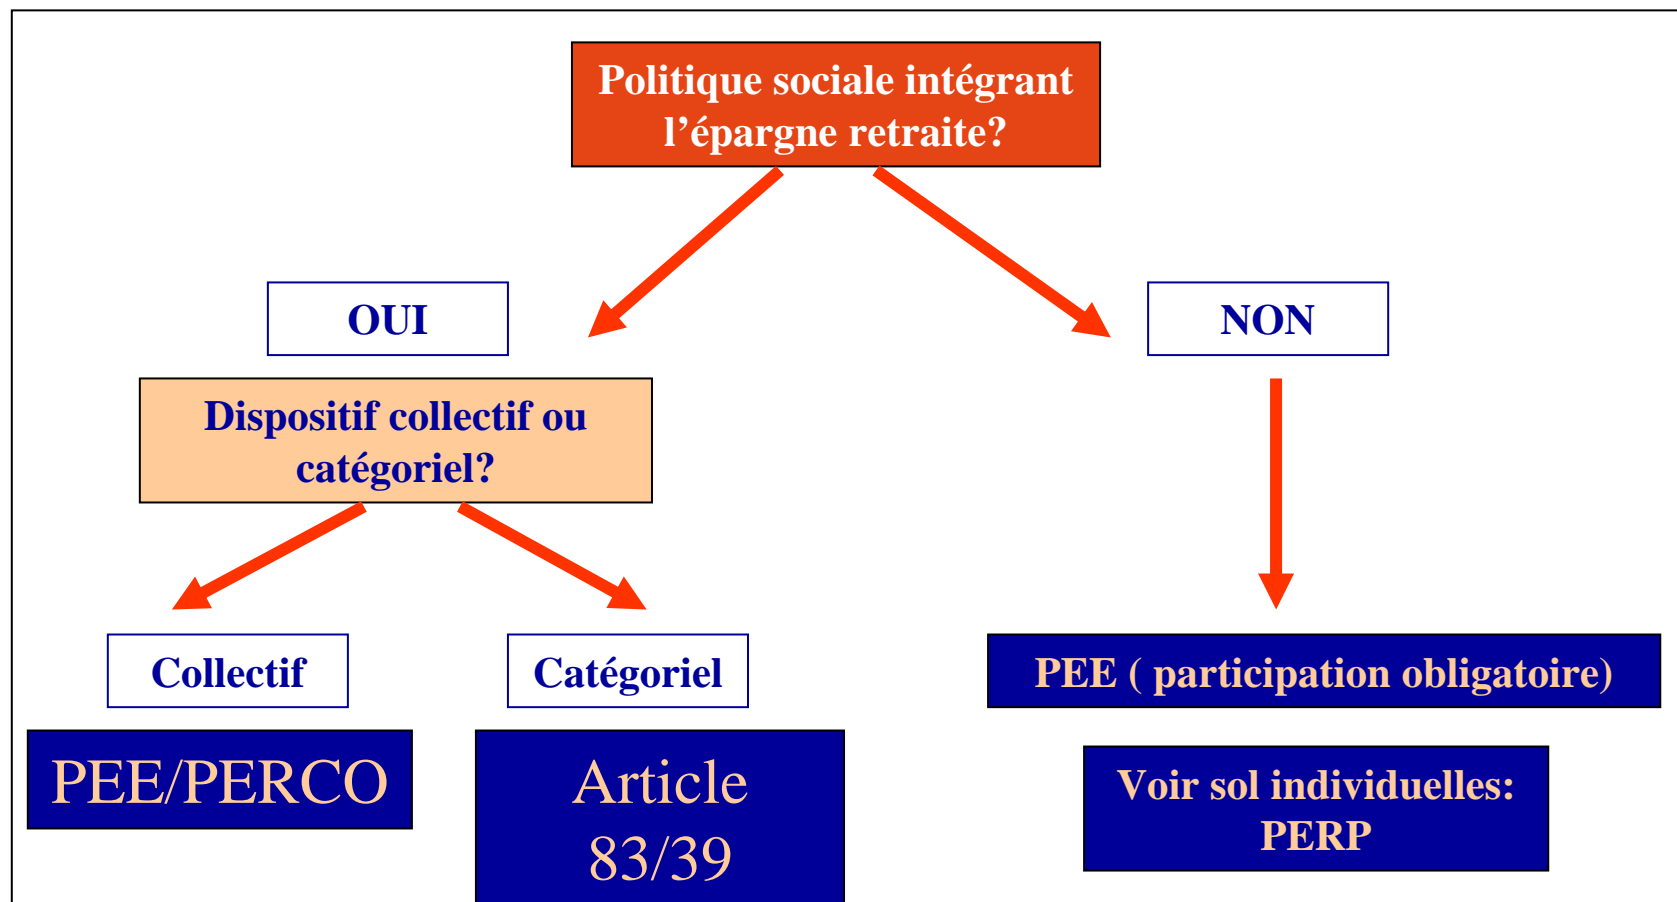 Politique sociale intégrant
l’épargne retraite?
OUI
NON
Dispositif collectif ou
catégoriel?
Collectif
Catégoriel
PEE ( participation obligatoire)
PEE/PERCO
Article
83/39
Voir sol individuelles:
PERP